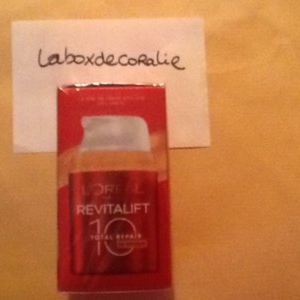 laboxdecoralie
L'ORÉAL
REVITALIFT
10
TOTAL REPAIR